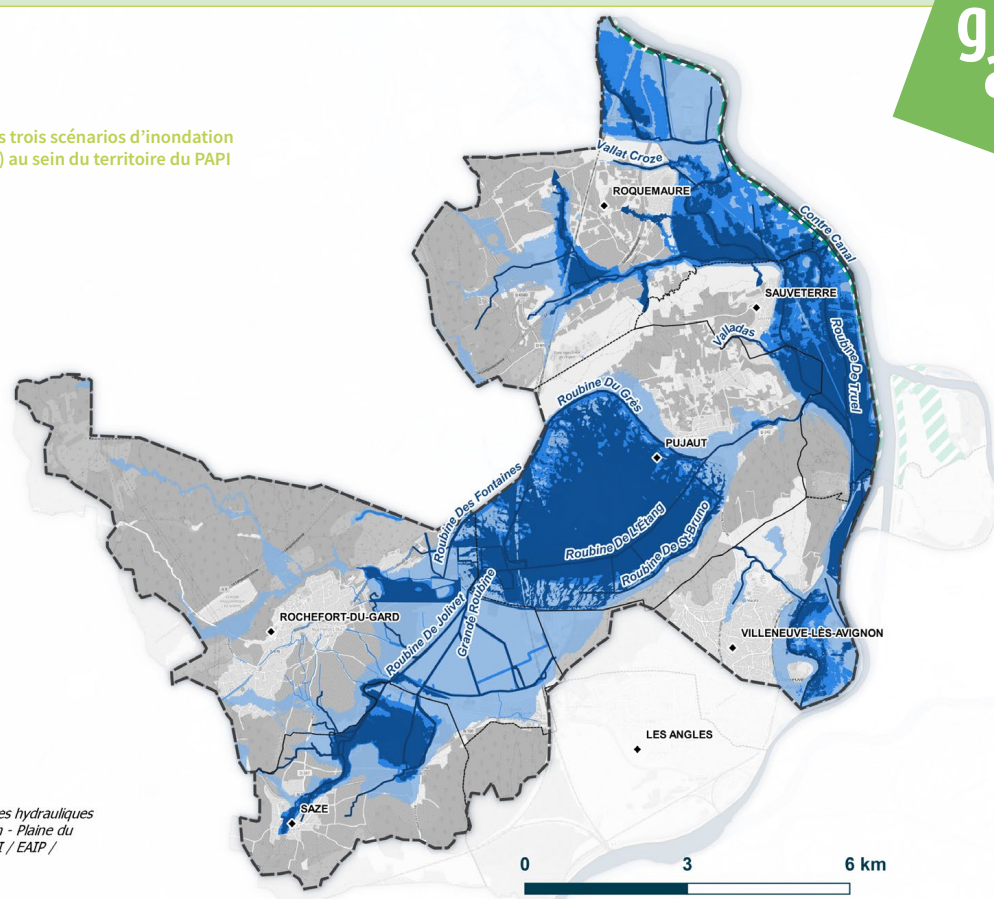 g
a
s trois scénarios d'inondation
) au sein du territoire du PAPI
Vallat Croze
ROQUEMAURE
Contre Canal
SAUVETERRE
Valladas
Roubine De Truel
Roubine Du Grès
PUJAUT
Roubine Des Fontaines
Roubine De L'Étang
Roubine De St-Bruno
Roubine De Joliver
Grande Roubine
ROCHEFORT-DU-GARD
VILLENEUVE-LÈS-AVIGNON
LES ANGLES
SAZE
es hydrauliques
n - Plaine du
I / EAIP /
0 3 6 km